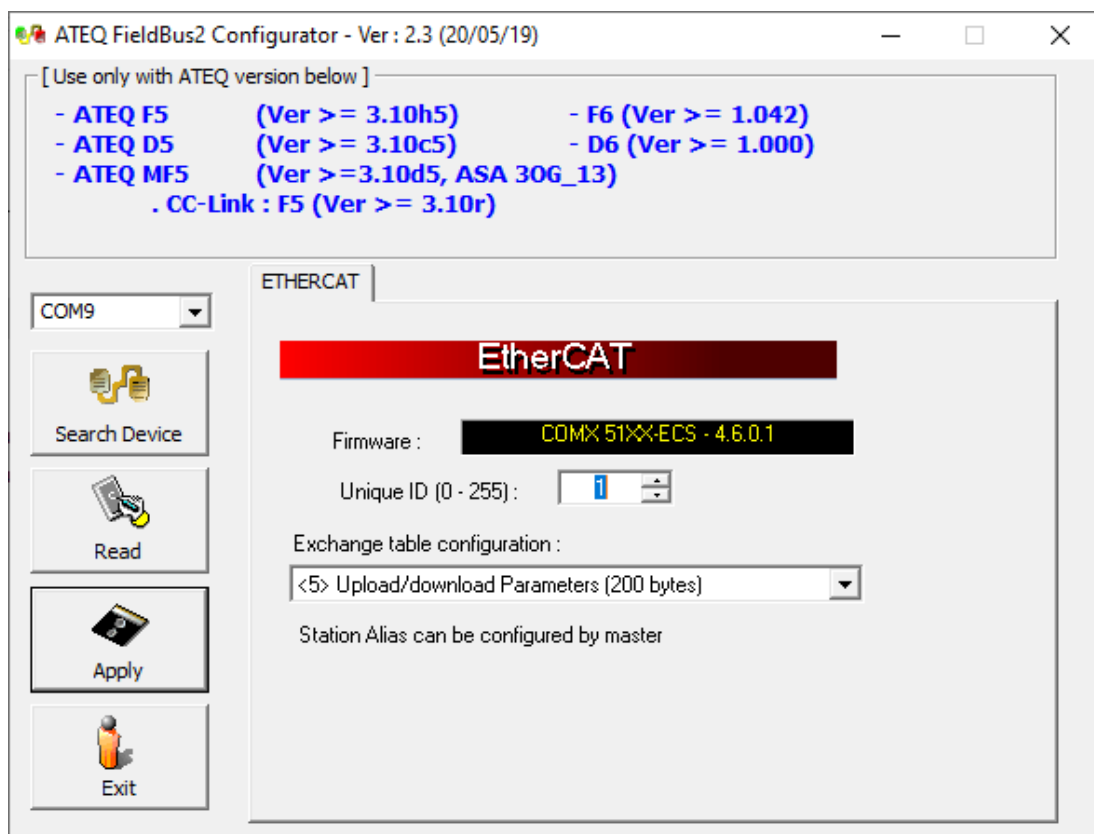 ATEQ FieldBus2 Configurator - Ver : 2.3 (20/05/19)
[ Use only with ATEQ version below ]
- ATEQ F5 (Ver >= 3.10h5) - F6 (Ver >= 1.042)
- ATEQ D5 (Ver >= 3.10c5) - D6 (Ver >= 1.000)
- ATEQ MF5 (Ver >=3.10d5, ASA 3OG_13)
. CC-Link : F5 (Ver >= 3.10r)
ETHERCAT
COM9
EtherCAT
Search Device
Firmware : COMX 51XX-ECS - 4.6.0.1
Unique ID (0 - 255) : 1
Read
Exchange table configuration :
<5> Upload/download Parameters (200 bytes)
Station Alias can be configured by master
Apply
Exit